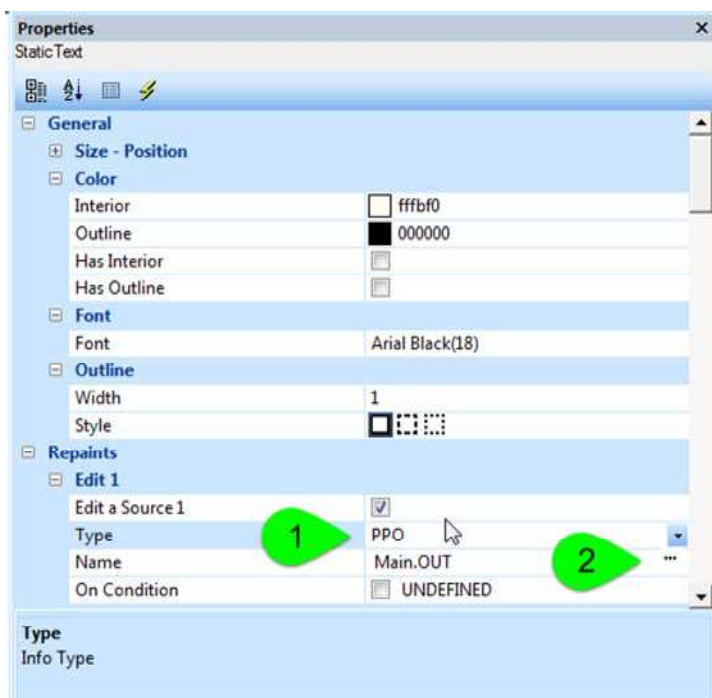 Properties
StaticText
General
Size - Position
Color
Interior fffbf0
Outline 000000
Has Interior
Has Outline
Font
Font Arial Black(18)
Outline
Width 1
Style
Repaints
Edit 1
Edit a Source 1
Type 1 PPO
Name Main.OUT 2 ...
On Condition UNDEFINED
Type
Info Type